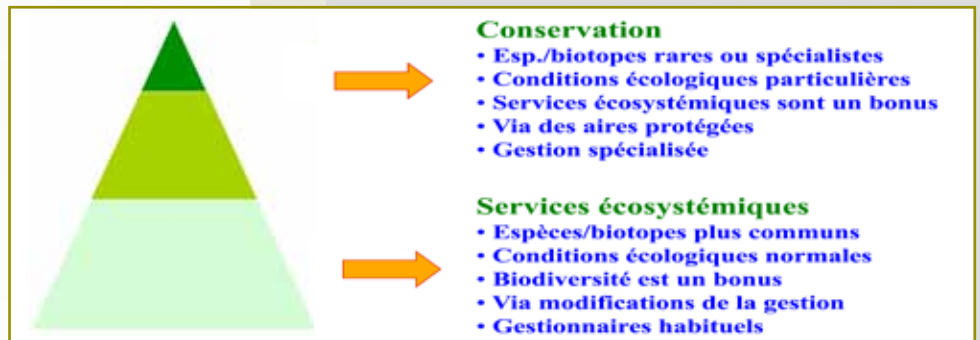 Conservation
• Esp./biotopes rares ou spécialistes
• Conditions écologiques particulières
• Services écosystémiques sont un bonus
• Via des aires protégées
• Gestion spécialisée
Services écosystémiques
• Espèces/biotopes plus communs
• Conditions écologiques normales
• Biodiversité est un bonus
• Via modifications de la gestion
• Gestionnaires habituels